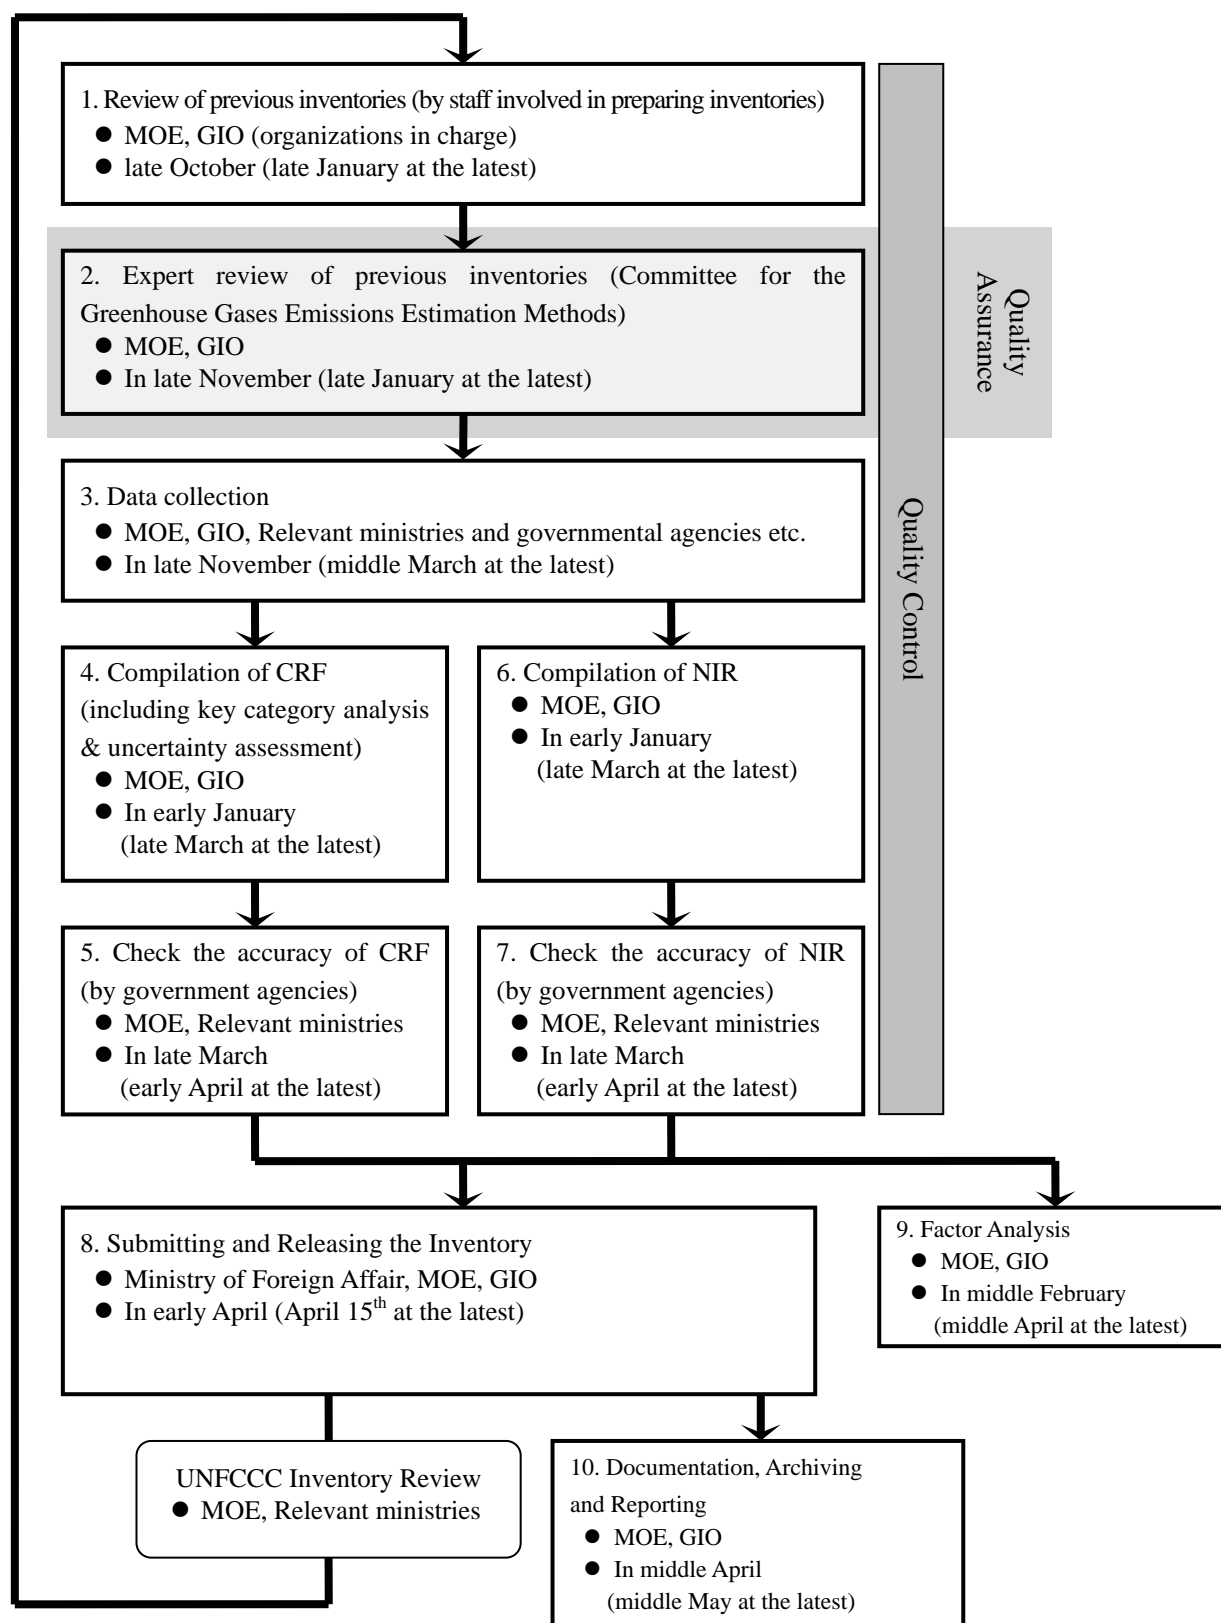 1. Review of previous inventories (by staff involved in preparing inventories)
● MOE, GIO (organizations in charge)
● late October (late January at the latest)
2. Expert review of previous inventories (Committee for the
Greenhouse Gases Emissions Estimation Methods)
● MOE, GIO
● In late November (late January at the latest)
Quality
Assurance
3. Data collection
● MOE, GIO, Relevant ministries and governmental agencies etc.
● In late November (middle March at the latest)
Quality Control
4. Compilation of CRF
(including key category analysis
& uncertainty assessment)
● MOE, GIO
● In early January
(late March at the latest)
6. Compilation of NIR
● MOE, GIO
● In early January
(late March at the latest)
5. Check the accuracy of CRF
(by government agencies)
● MOE, Relevant ministries
● In late March
(early April at the latest)
7. Check the accuracy of NIR
(by government agencies)
● MOE, Relevant ministries
● In late March
(early April at the latest)
8. Submitting and Releasing the Inventory
● Ministry of Foreign Affair, MOE, GIO
● In early April (April 15th at the latest)
9. Factor Analysis
● MOE, GIO
● In middle February
(middle April at the latest)
UNFCCC Inventory Review
● MOE, Relevant ministries
10. Documentation, Archiving
and Reporting
● MOE, GIO
● In middle April
(middle May at the latest)